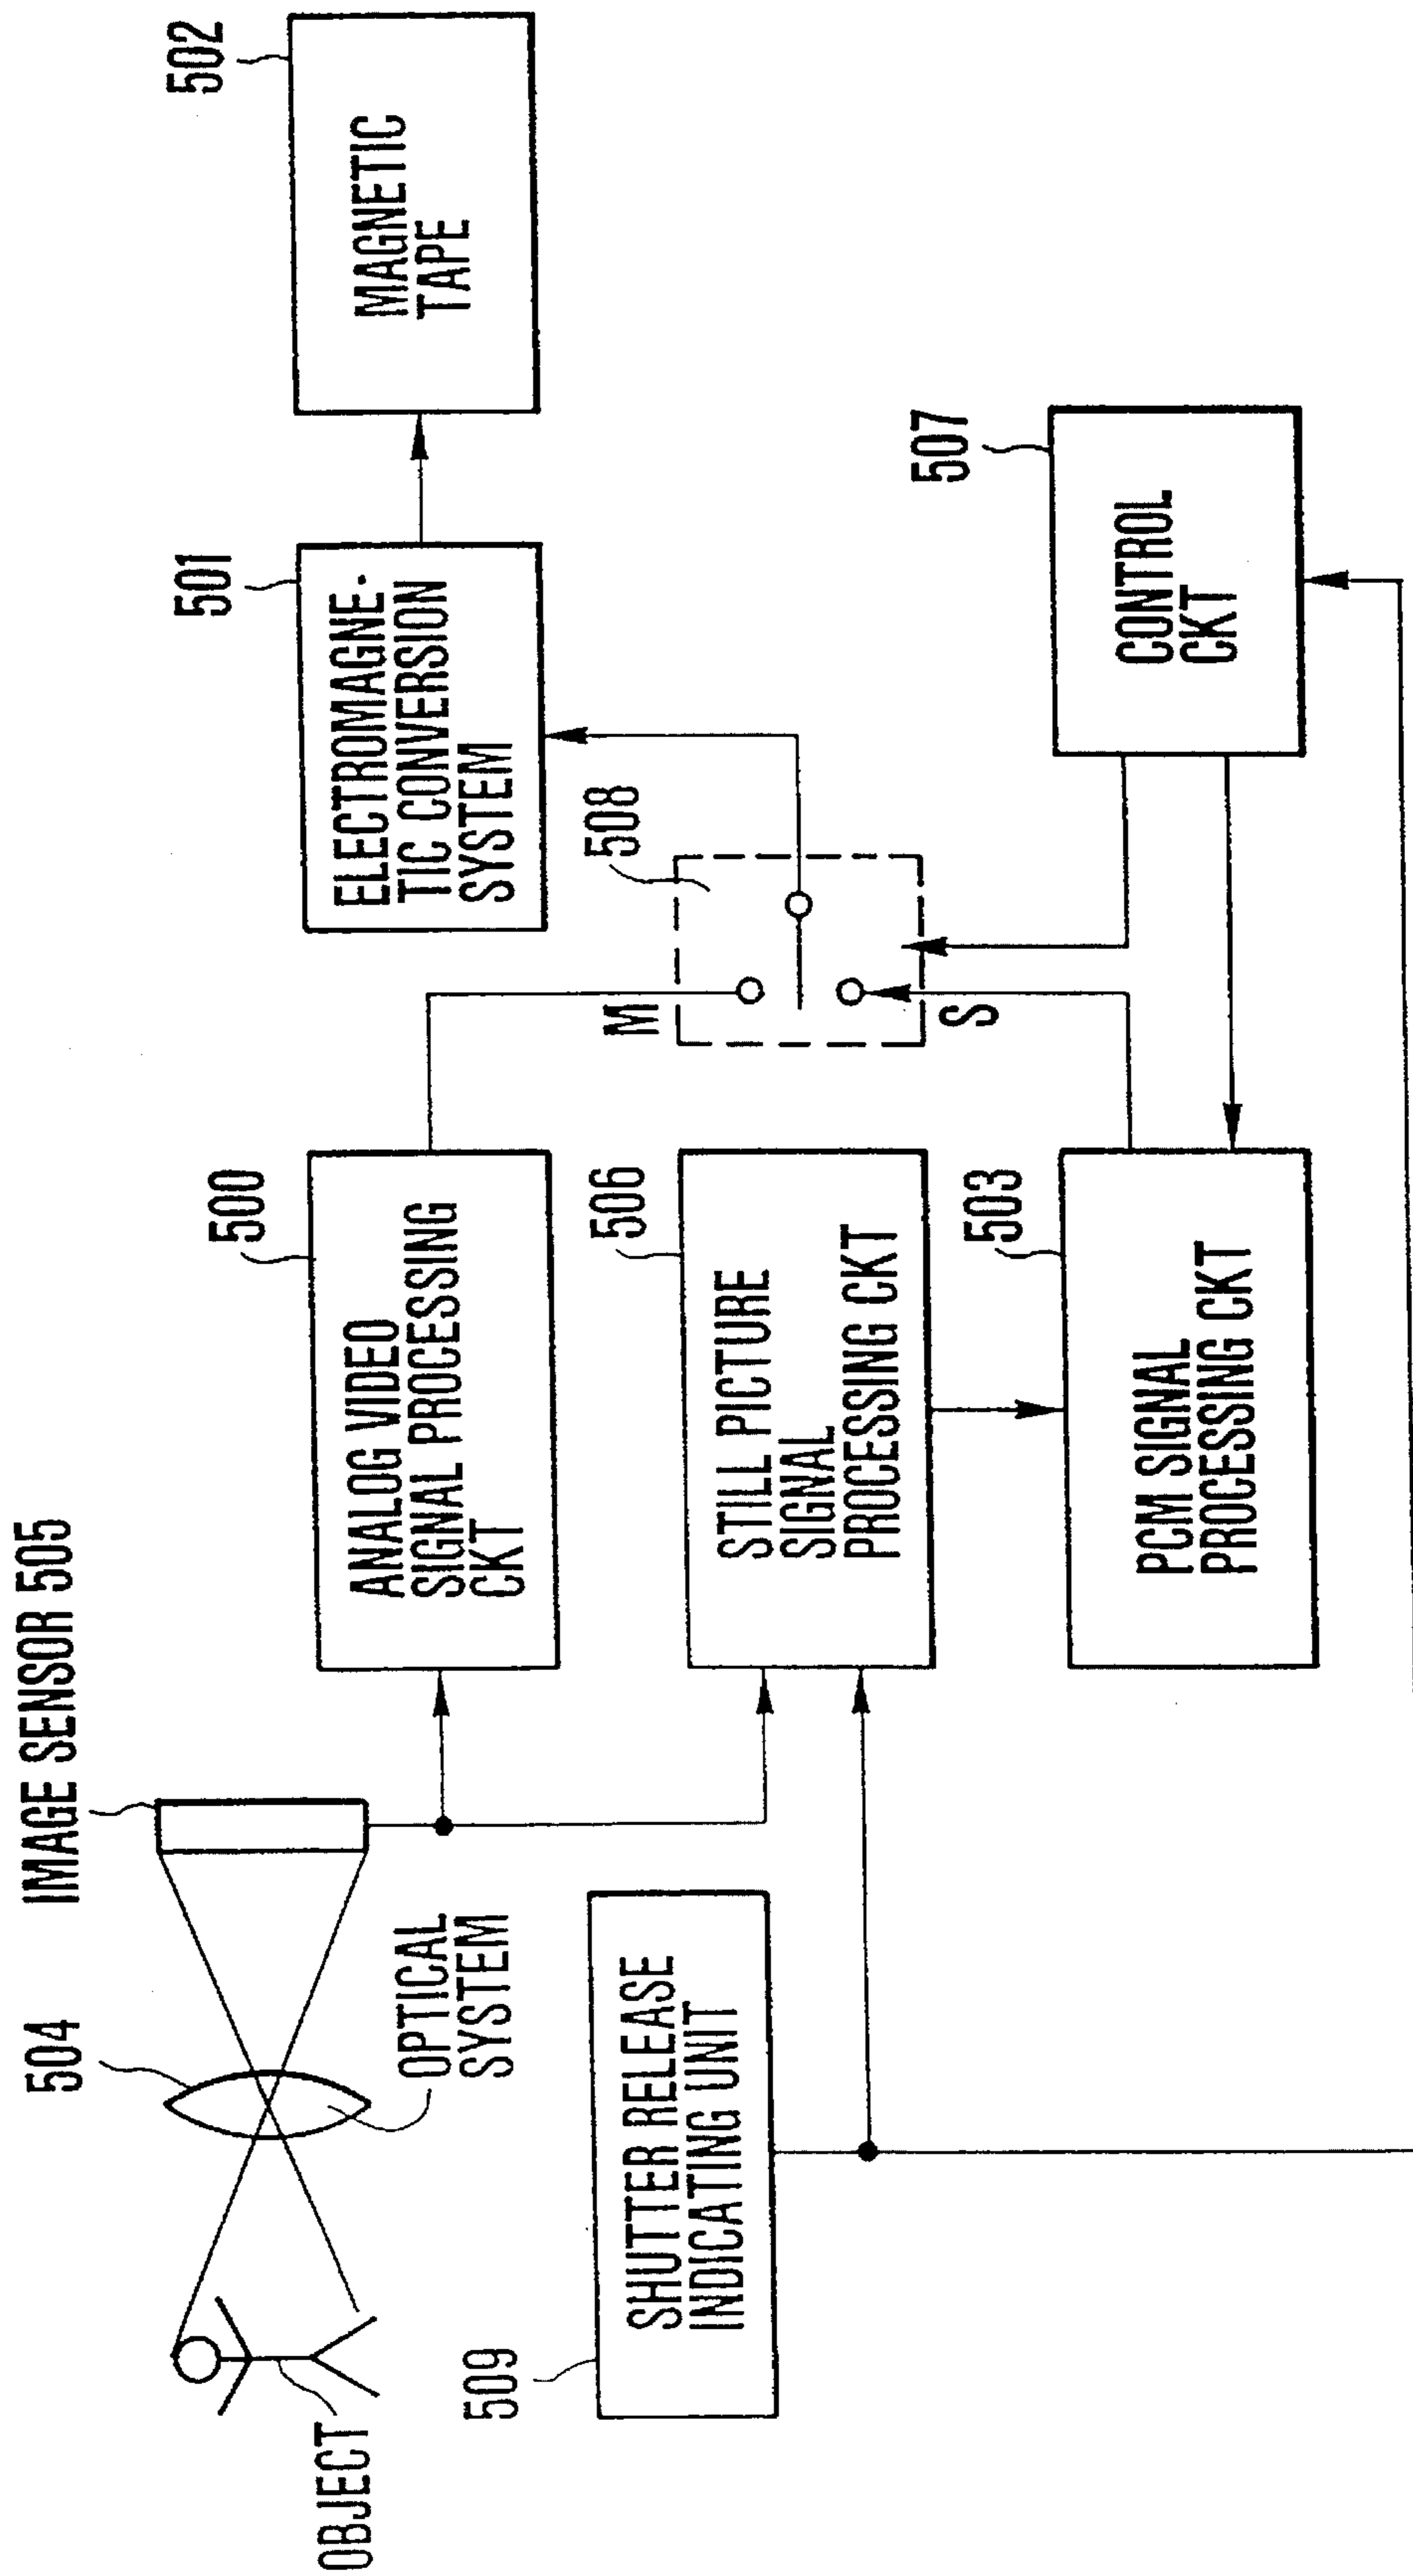 IMAGE SENSOR 505
504
OPTICAL
SYSTEM
OBJECT
500
ANALOG VIDEO
SIGNAL PROCESSING
CKT
501
ELECTROMAGNE-
TIC CONVERSION
SYSTEM
502
MAGNETIC
TAPE
509
SHUTTER RELEASE
INDICATING UNIT
506
STILL PICTURE
SIGNAL
PROCESSING CKT
M
508
S
503
PCM SIGNAL
PROCESSING CKT
507
CONTROL
CKT